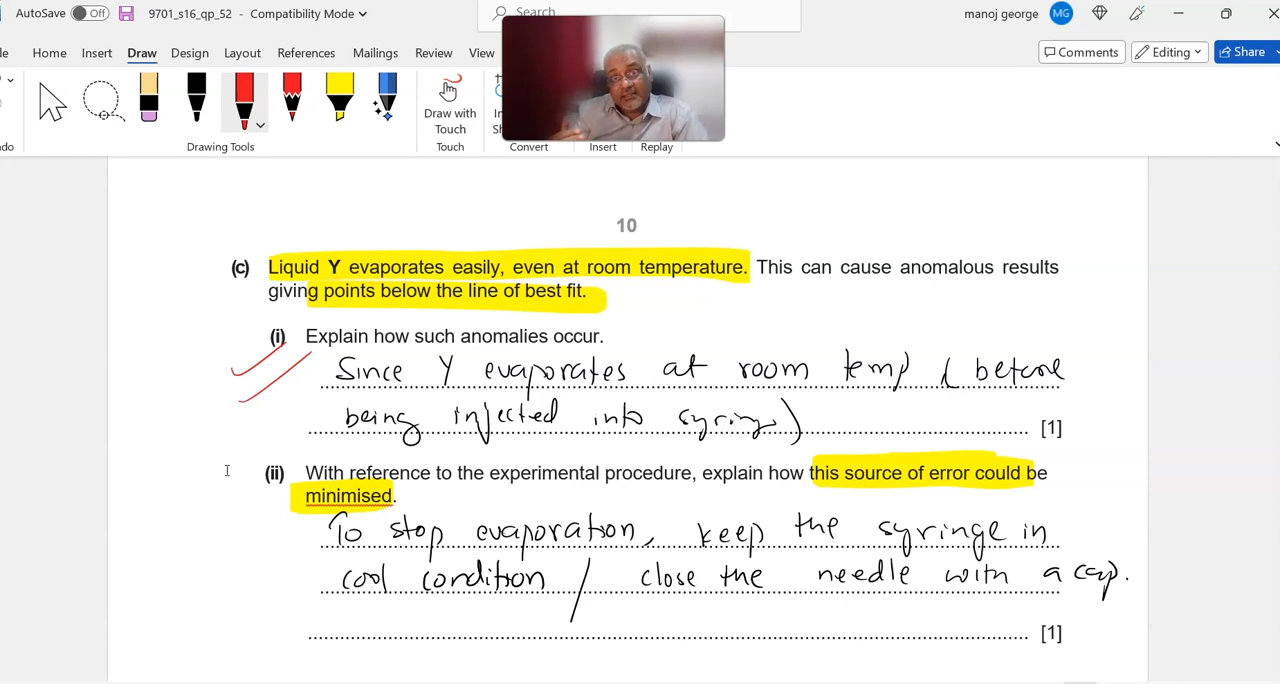 AutoSave Off 9701_s16_qp_52 - Compatibility Mode Search manoj george MG
Home Insert Draw Design Layout References Mailings Review View Comments Editing Share
Draw with Touch
Drawing Tools Touch Convert Insert Replay
10
(c) Liquid Y evaporates easily, even at room temperature. This can cause anomalous results
giving points below the line of best fit.
(i) Explain how such anomalies occur.
Since Y evaporates at room temp (before
being injected into syringe)
[1]
(ii) With reference to the experimental procedure, explain how this source of error could be
minimised.
To stop evaporation, keep the syringe in
cool condition / close the needle with a cap.
[1]